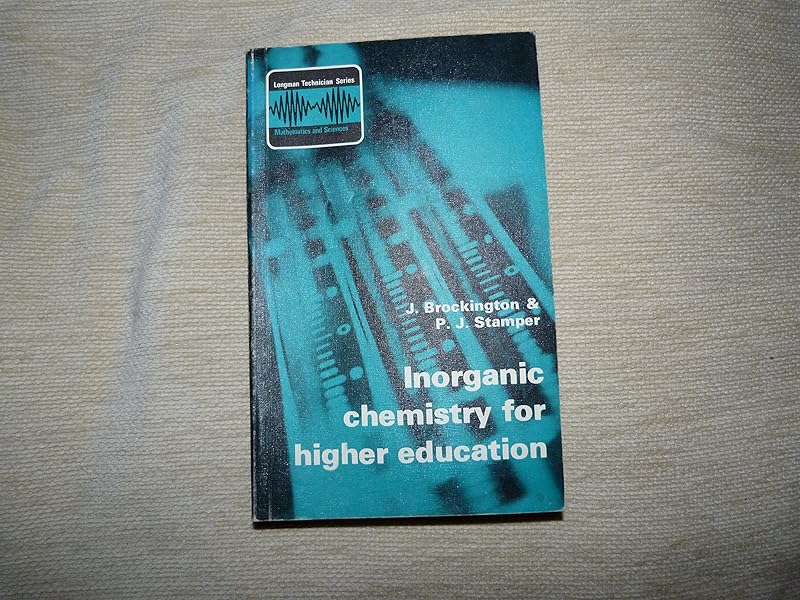 Longman Technician Series
Mathematics and Sciences
J. Brockington &
P. J. Stamper
Inorganic
chemistry for
higher education